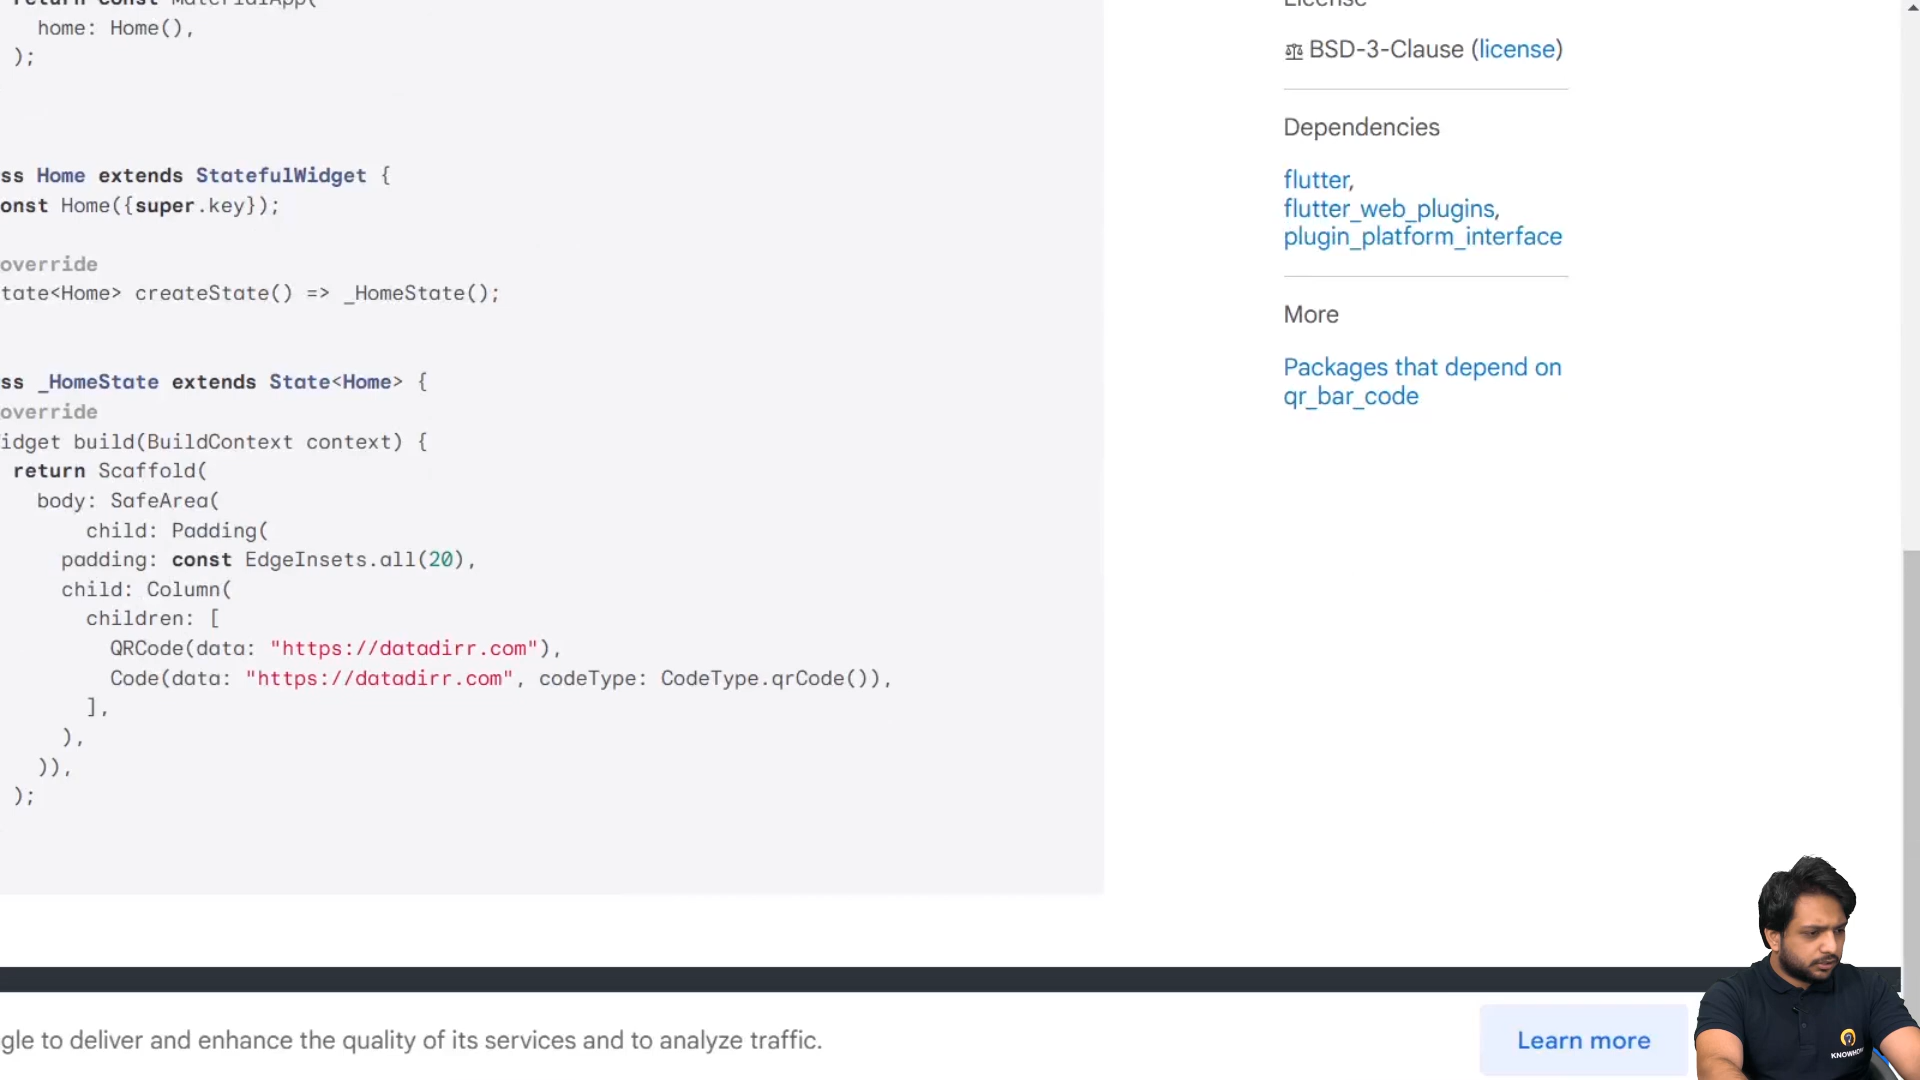 return const MaterialApp(
home: Home(),
);
ss Home extends StatefulWidget {
onst Home({super.key});
override
tate<Home> createState() => _HomeState();
ss _HomeState extends State<Home> {
override
idget build(BuildContext context) {
return Scaffold(
body: SafeArea(
child: Padding(
padding: const EdgeInsets.all(20),
child: Column(
children: [
QRCode(data: "https://datadirr.com"),
Code(data: "https://datadirr.com", codeType: CodeType.qrCode()),
],
),
)),
);
License
BSD-3-Clause (license)
Dependencies
flutter,
flutter_web_plugins,
plugin_platform_interface
More
Packages that depend on
qr_bar_code
gle to deliver and enhance the quality of its services and to analyze traffic.
Learn more